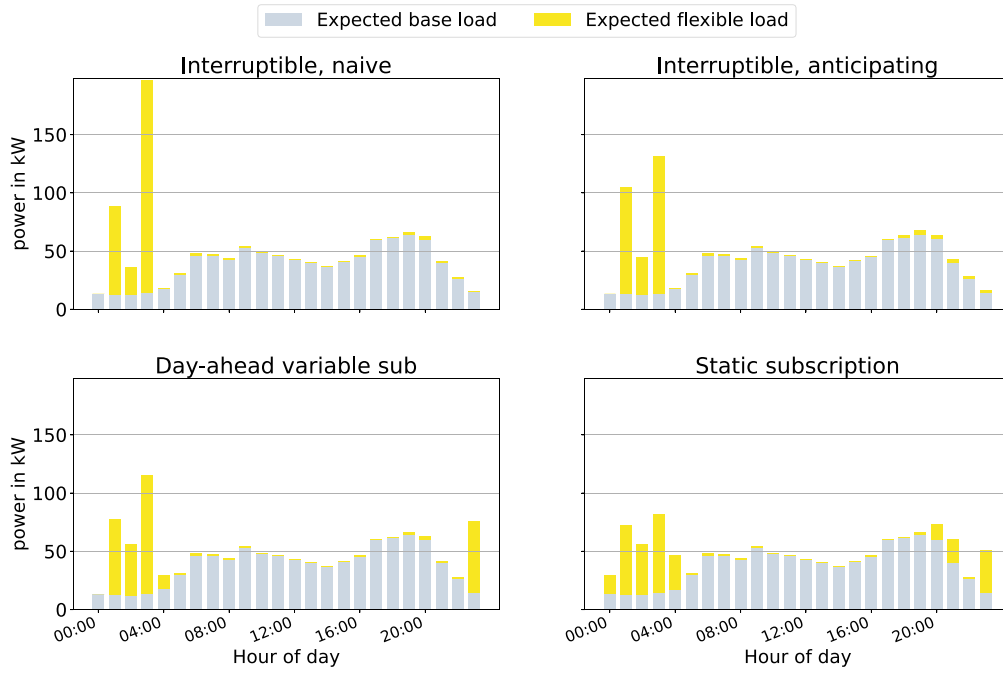 Expected base load Expected flexible load
Interruptible, naive
Interruptible, anticipating
power in kW
150
100
50
0
Day-ahead variable sub
Static subscription
power in kW
150
100
50
0
00:00 04:00 08:00 12:00 16:00 20:00
00:00 04:00 08:00 12:00 16:00 20:00
Hour of day
Hour of day